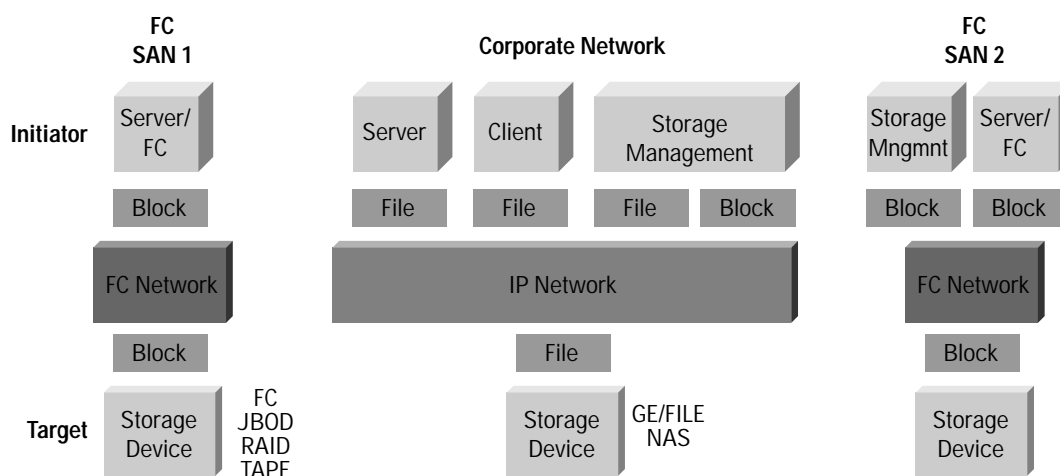 FC
SAN 1
Corporate Network
FC
SAN 2
Initiator
Server/
FC
Server
Client
Storage
Management
Storage
Mngmnt
Server/
FC
Block
File
File
File
Block
Block
Block
FC Network
IP Network
FC Network
Block
File
Block
Target
Storage
Device
FC
JBOD
RAID
TAPE
Storage
Device
GE/FILE
NAS
Storage
Device